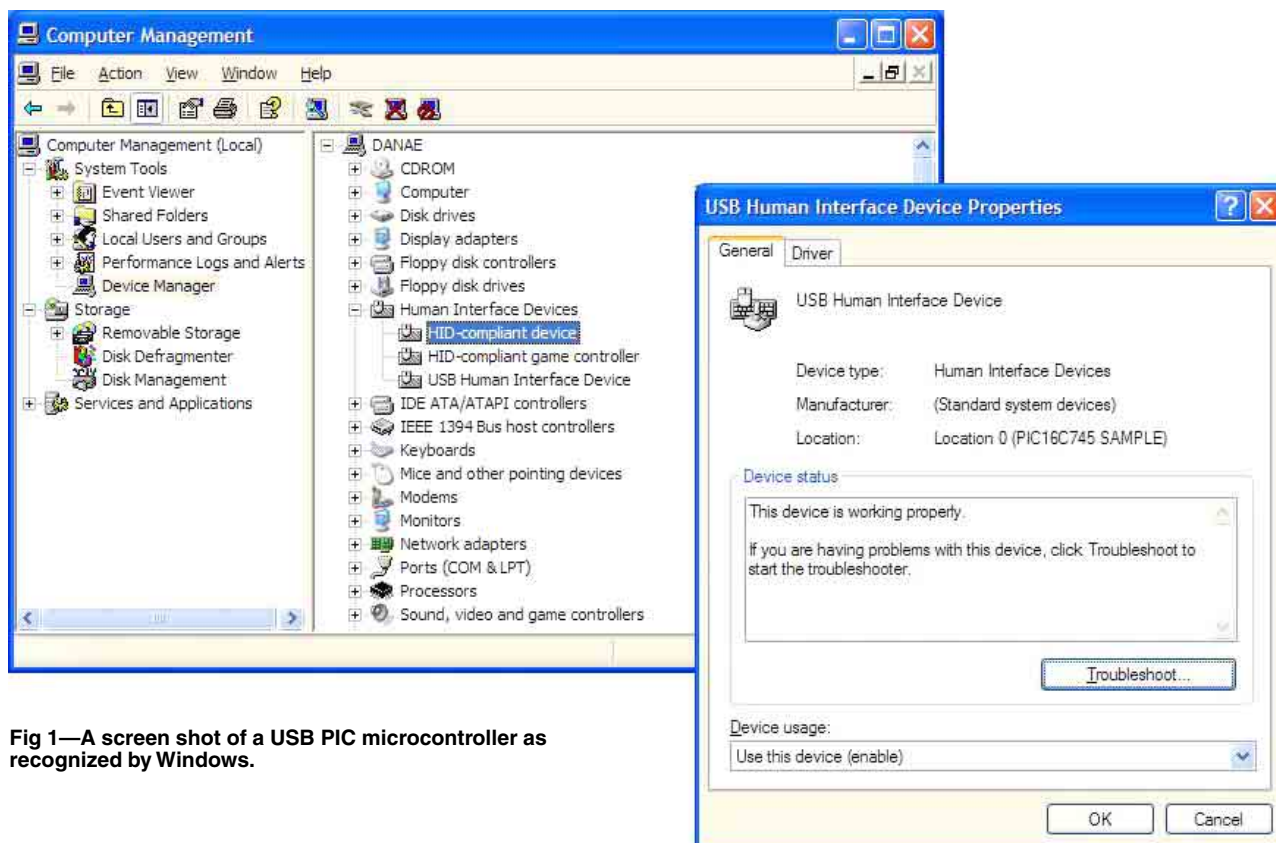 Computer Management
File Action View Window Help
Computer Management (Local)
System Tools
Event Viewer
Shared Folders
Local Users and Groups
Performance Logs and Alerts
Device Manager
Storage
Removable Storage
Disk Defragmenter
Disk Management
Services and Applications
DANAE
CDROM
Computer
Disk drives
Display adapters
Floppy disk controllers
Floppy disk drives
Human Interface Devices
HID-compliant device
HID-compliant game controller
USB Human Interface Device
IDE ATA/ATAPI controllers
IEEE 1394 Bus host controllers
Keyboards
Mice and other pointing devices
Modems
Monitors
Network adapters
Ports (COM & LPT)
Processors
Sound, video and game controllers
USB Human Interface Device Properties
General Driver
USB Human Interface Device
Device type: Human Interface Devices
Manufacturer: (Standard system devices)
Location: Location 0 (PIC16C745 SAMPLE)
Device status
This device is working properly.
If you are having problems with this device, click Troubleshoot to
start the troubleshooter.
Troubleshoot...
Device usage:
Use this device (enable)
OK Cancel
Fig 1—A screen shot of a USB PIC microcontroller as
recognized by Windows.